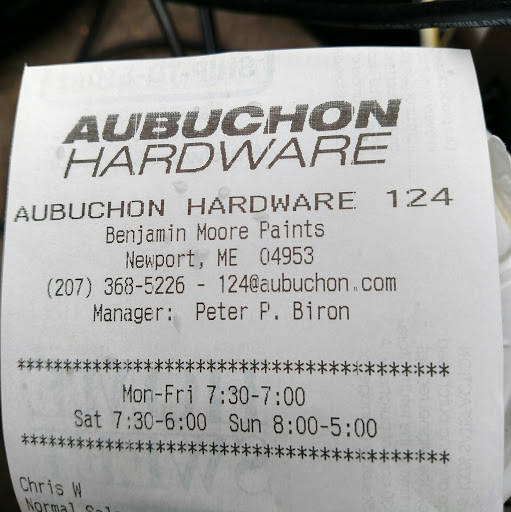 AUBUCHON
HARDWARE
AUBUCHON HARDWARE 124
Benjamin Moore Paints
Newport, ME 04953
(207) 368-5226 - 124@aubuchon.com
Manager: Peter P. Biron
****************************************
Mon-Fri 7:30-7:00
Sat 7:30-6:00 Sun 8:00-5:00
****************************************
Chris W
Normal